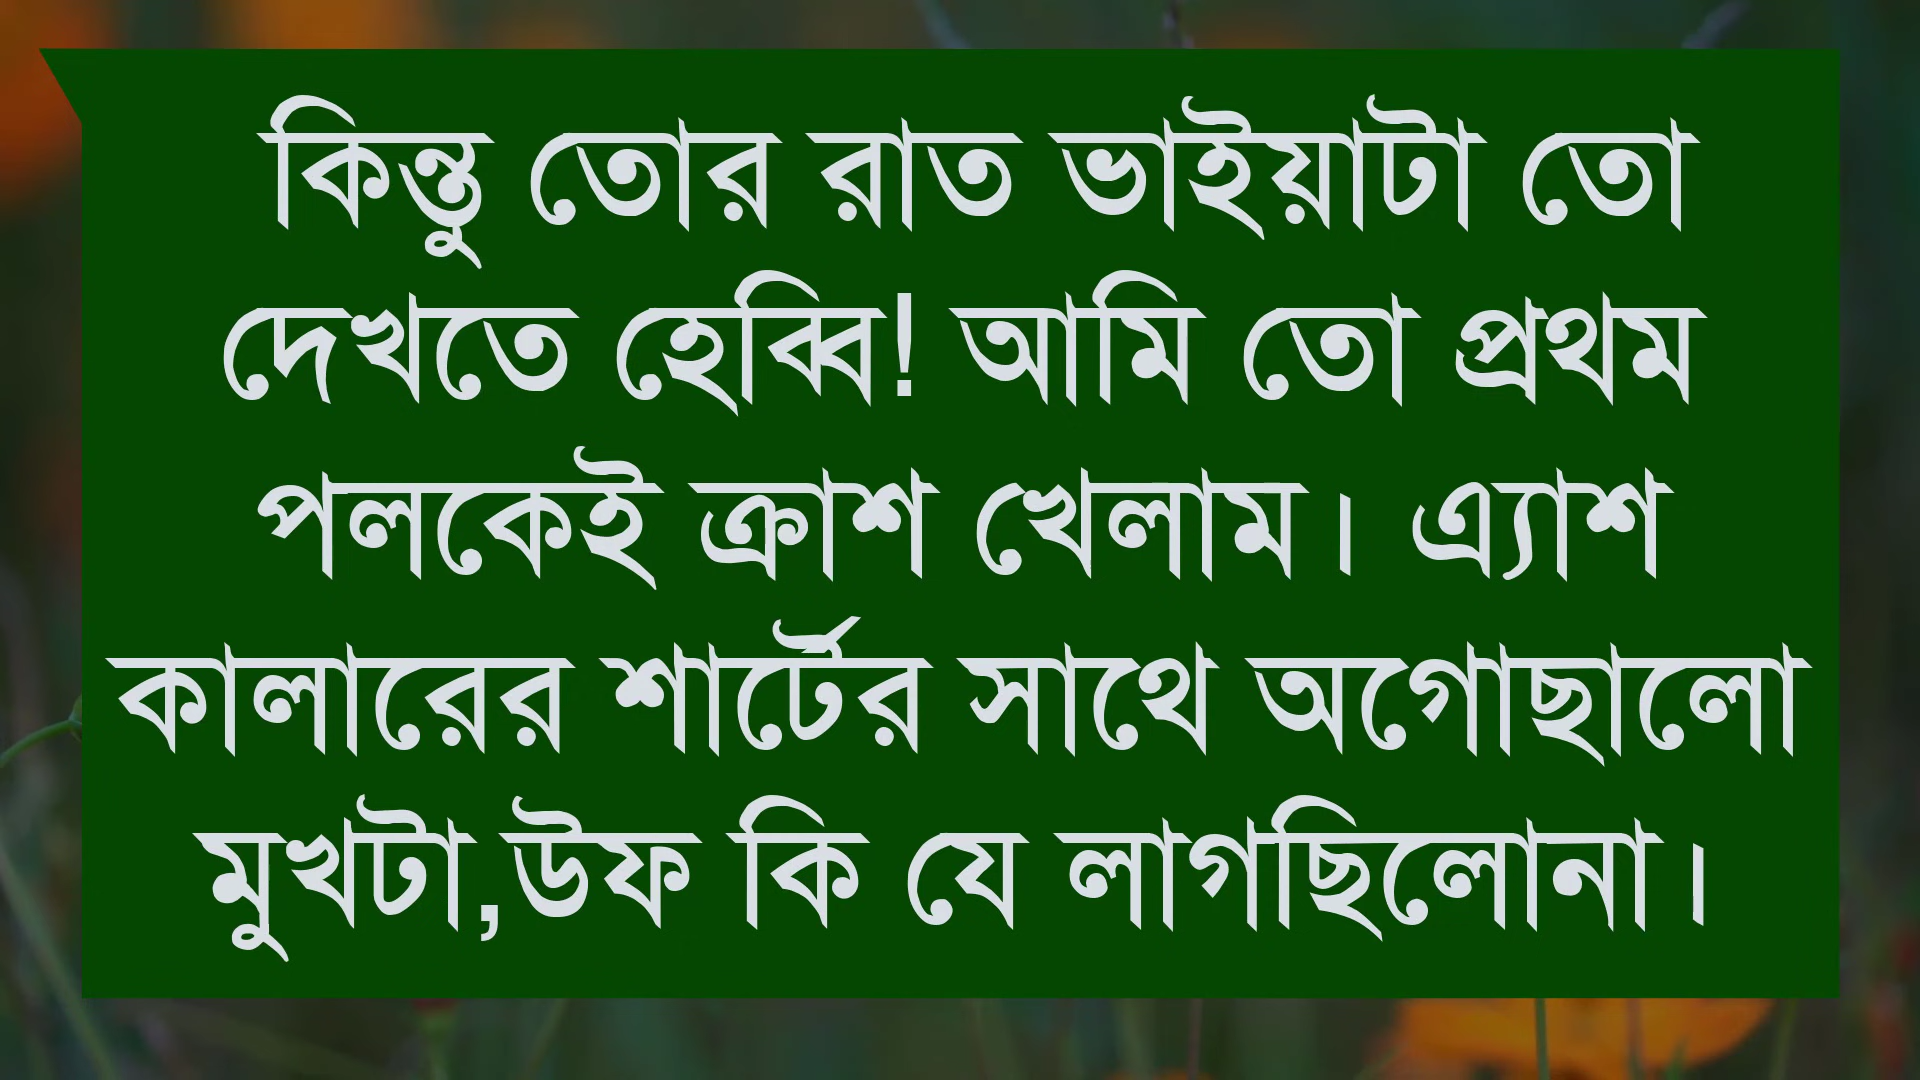 কিন্তু তোর রাত ভাইয়াটা তো
দেখতে হেব্বি! আমি তো প্রথম
পলকেই ক্রাশ খেলাম। এ্যাশ
কালারের শার্টের সাথে অগোছালো
মুখটা,উফ কি যে লাগছিলোনা।